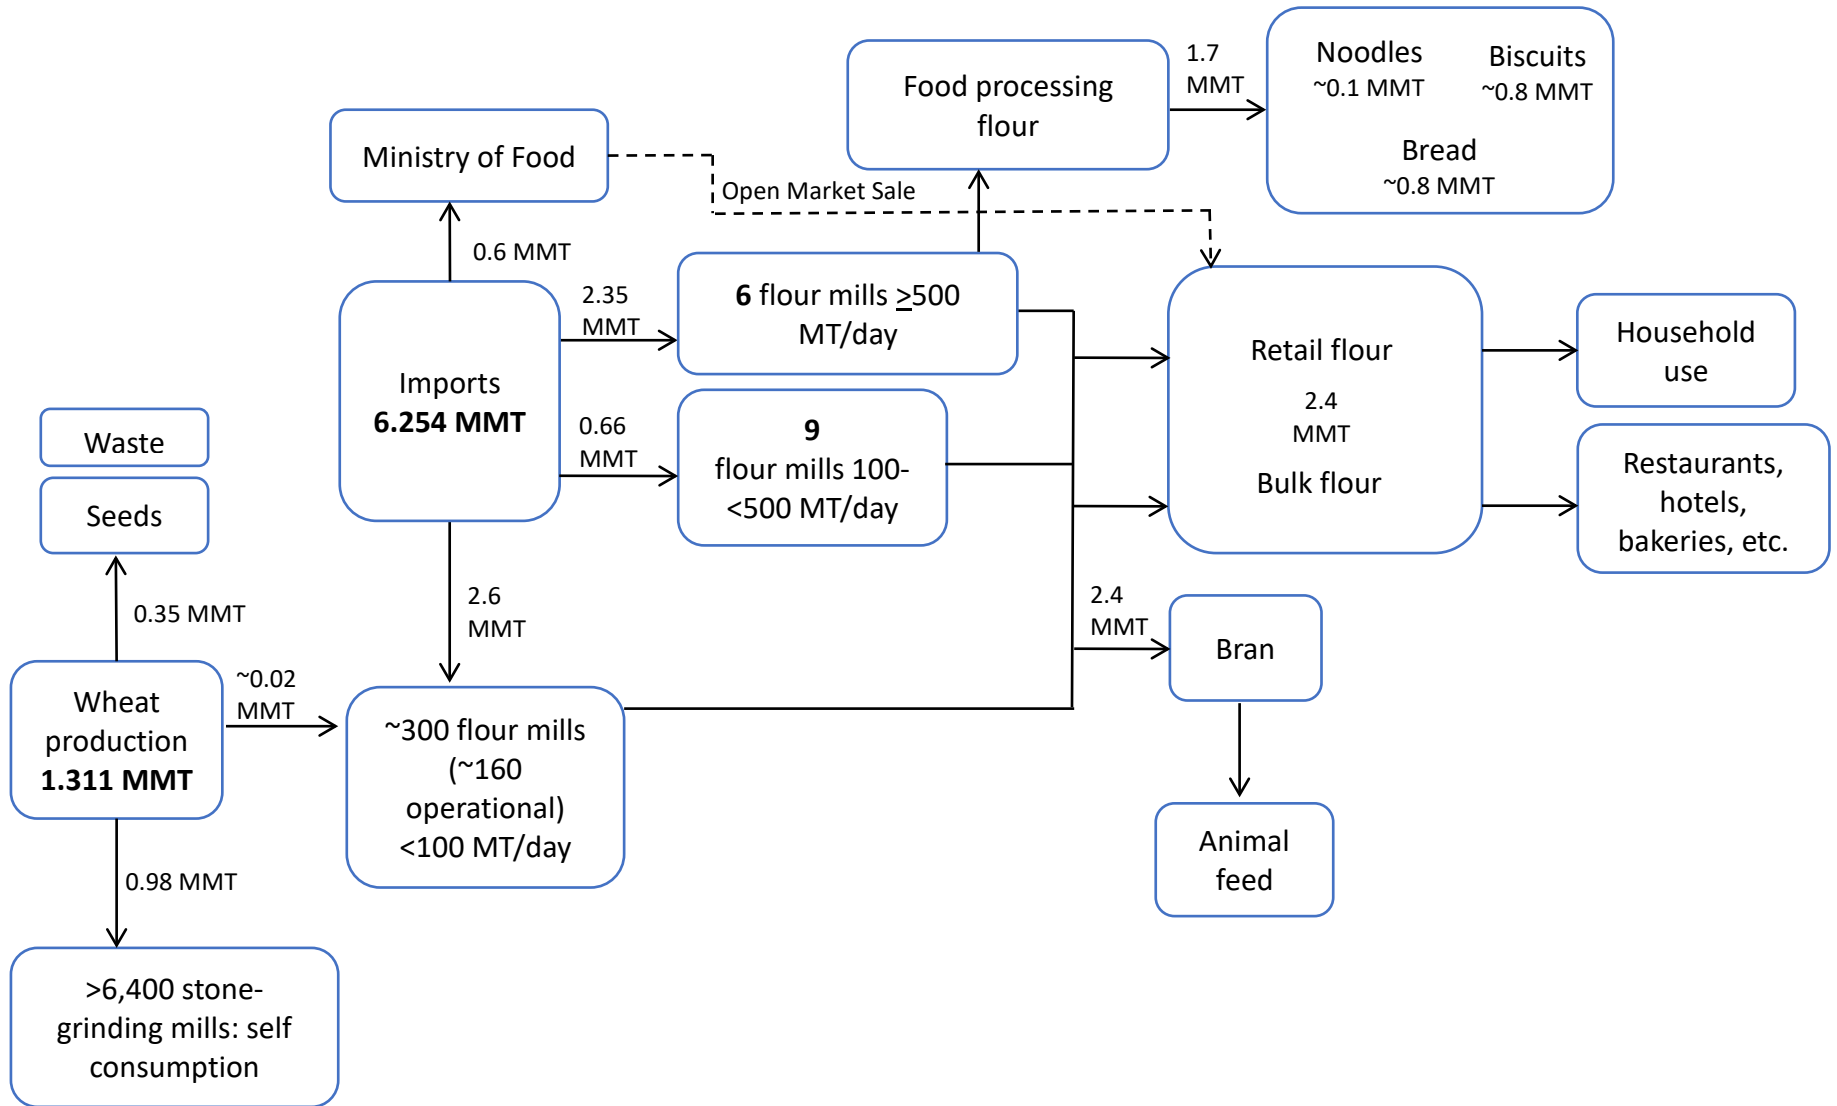 Food processing
flour
1.7
MMT
Noodles
~0.1 MMT
Biscuits
~0.8 MMT
Bread
~0.8 MMT
Ministry of Food
Open Market Sale
0.6 MMT
Imports
6.254 MMT
2.35
MMT
6 flour mills ≥500
MT/day
0.66
MMT
9
flour mills 100-
<500 MT/day
Retail flour
2.4
MMT
Bulk flour
Household
use
Restaurants,
hotels,
bakeries, etc.
Waste
Seeds
0.35 MMT
2.6
MMT
2.4
MMT
Bran
Wheat
production
1.311 MMT
~0.02
MMT
~300 flour mills
(~160
operational)
<100 MT/day
Animal
feed
0.98 MMT
>6,400 stone-
grinding mills: self
consumption